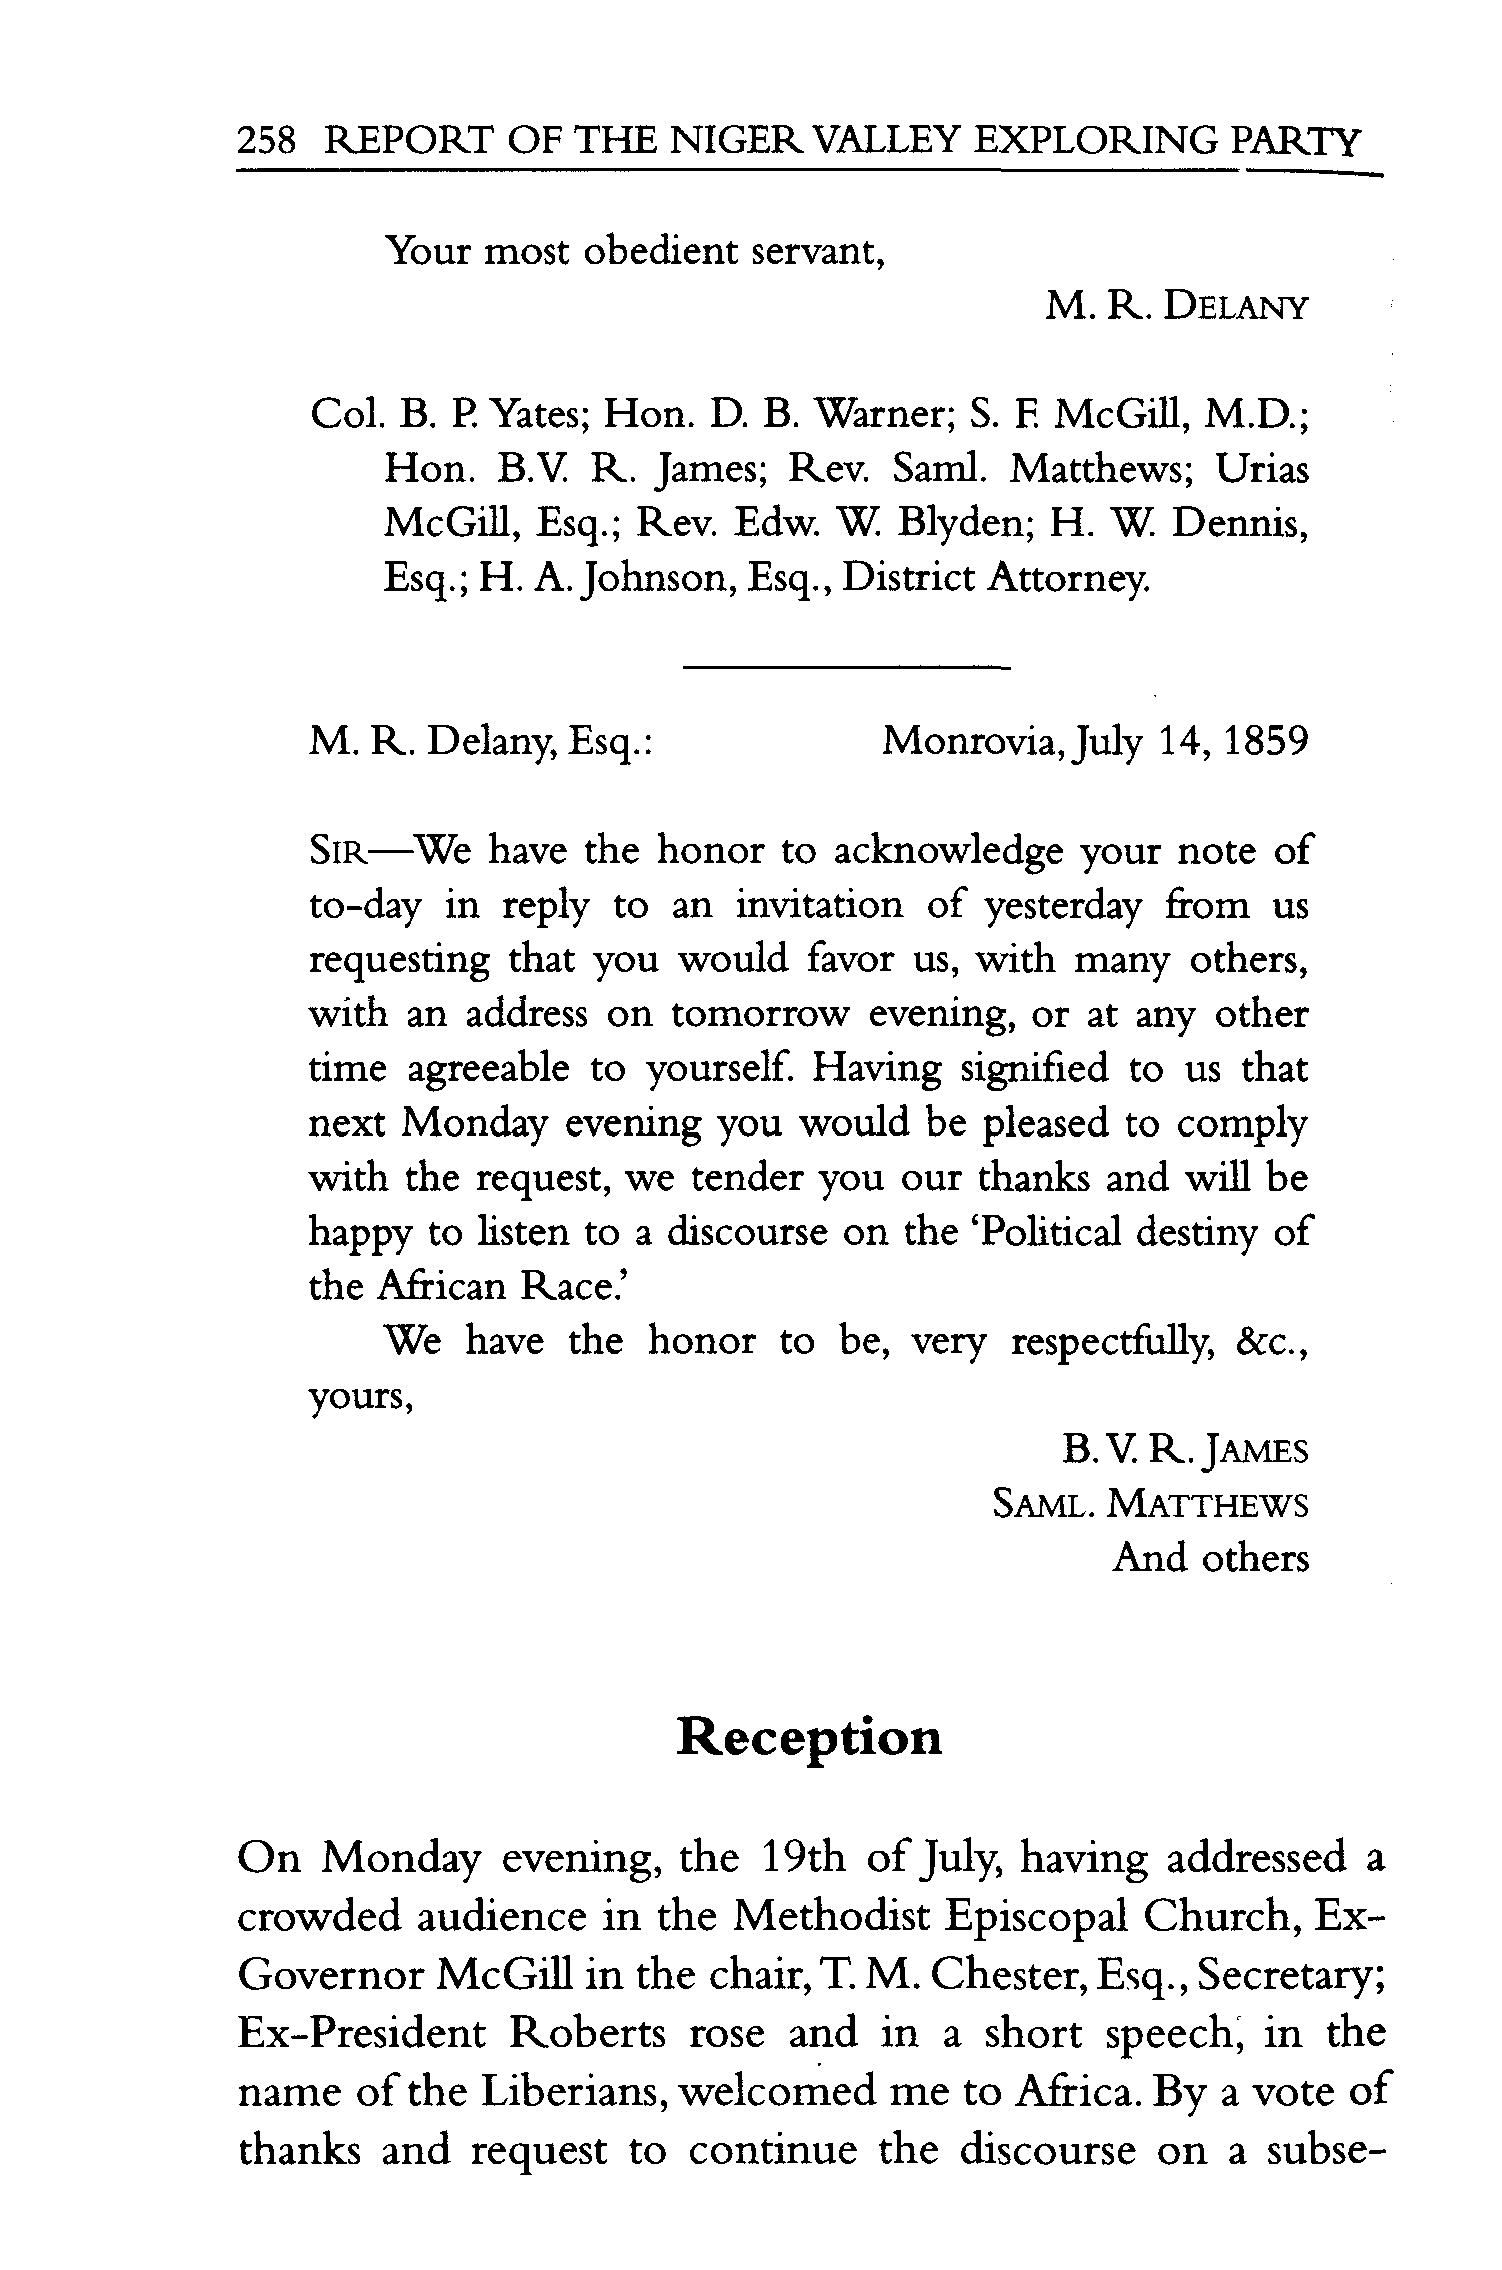 258 REPORT OF THE NIGER VALLEY EXPLORING PARTY
Your most obedient servant,
M. R. DELANY
Col. B. P. Yates; Hon. D. B. Warner; S. F. McGill, M.D.;
Hon. B.V. R. James; Rev. Saml. Matthews; Urias
McGill, Esq.; Rev. Edw. W. Blyden; H. W. Dennis,
Esq.; H. A. Johnson, Esq., District Attorney.
M. R. Delany, Esq.: Monrovia, July 14, 1859
SIR—We have the honor to acknowledge your note of
to-day in reply to an invitation of yesterday from us
requesting that you would favor us, with many others,
with an address on tomorrow evening, or at any other
time agreeable to yourself. Having signified to us that
next Monday evening you would be pleased to comply
with the request, we tender you our thanks and will be
happy to listen to a discourse on the ‘Political destiny of
the African Race.’
We have the honor to be, very respectfully, &c.,
yours,
B. V. R. JAMES
SAML. MATTHEWS
And others
Reception
On Monday evening, the 19th of July, having addressed a
crowded audience in the Methodist Episcopal Church, Ex-
Governor McGill in the chair, T. M. Chester, Esq., Secretary;
Ex-President Roberts rose and in a short speech, in the
name of the Liberians, welcomed me to Africa. By a vote of
thanks and request to continue the discourse on a subse-